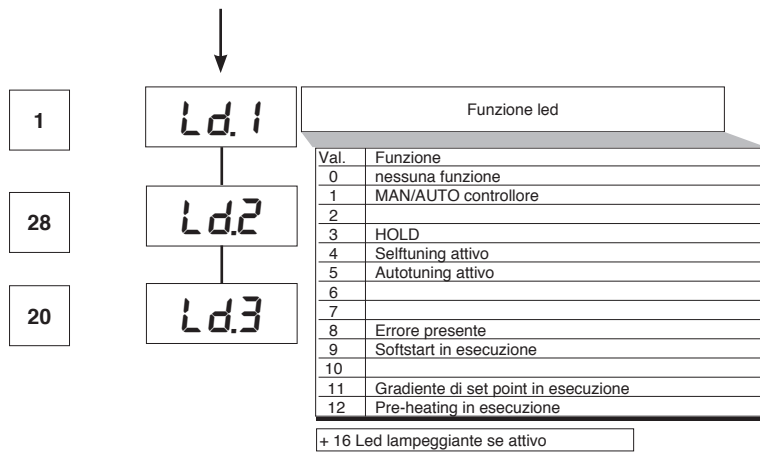 1
Ld.1
Funzione led
Val. Funzione
0 nessuna funzione
1 MAN/AUTO controllore
2
28
Ld.2
3 HOLD
4 Selftuning attivo
5 Autotuning attivo
6
7
20
Ld.3
8 Errore presente
9 Softstart in esecuzione
10
11 Gradiente di set point in esecuzione
12 Pre-heating in esecuzione
+ 16 Led lampeggiante se attivo